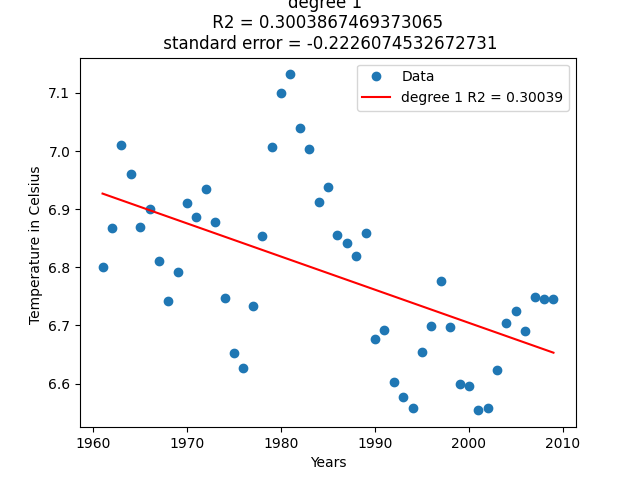 degree 1
R2 = 0.3003867469373065
standard error = -0.2226074532672731
Data
degree 1 R2 = 0.30039
Temperature in Celsius
7.1
7.0
6.9
6.8
6.7
6.6
1960 1970 1980 1990 2000 2010
Years